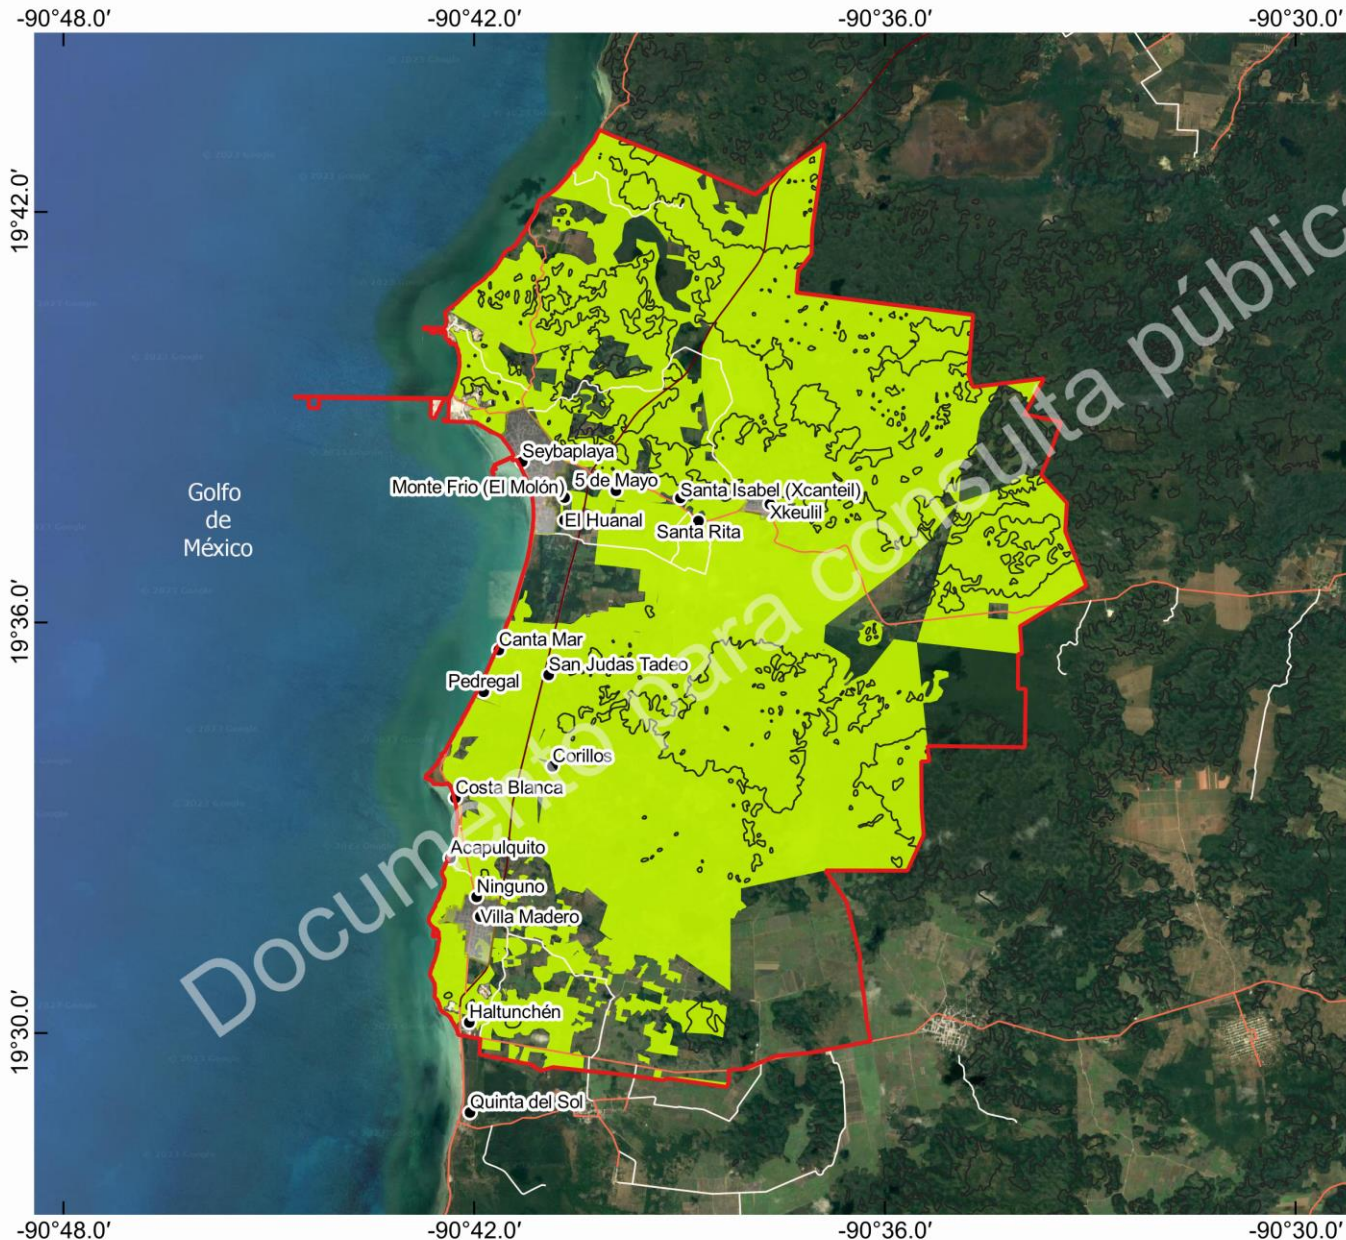 -90°48.0' -90°42.0' -90°36.0' -90°30.0'
19°42.0'
Seybaplaya
Monte Frio (El Molón)
5 de Mayo
Santa Isabel (Xcanteil)
Xkeulil
El Huanal
Santa Rita
Golfo
de
México
19°36.0'
Canta Mar
San Judas Tadeo
Pedregal
Corillos
Costa Blanca
Acapulquito
Ninguno
Villa Madero
Haltunchén
19°30.0'
Quinta del Sol
-90°48.0' -90°42.0' -90°36.0' -90°30.0'
Documento para consulta pública